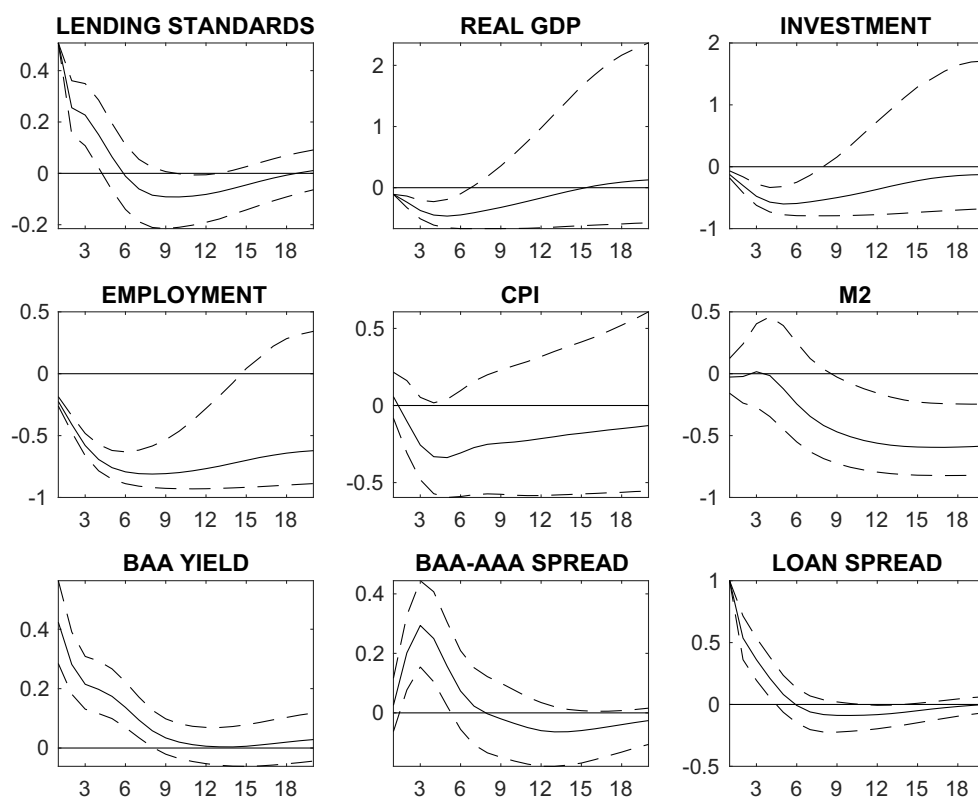 LENDING STANDARDS
0.4
0.2
0
-0.2
3 6 9 12 15 18
REAL GDP
2
1
0
3 6 9 12 15 18
INVESTMENT
2
1
0
-1
3 6 9 12 15 18
EMPLOYMENT
0.5
0
-0.5
-1
3 6 9 12 15 18
CPI
0.5
0
-0.5
3 6 9 12 15 18
M2
0.5
0
-0.5
-1
3 6 9 12 15 18
BAA YIELD
0.4
0.2
0
3 6 9 12 15 18
BAA-AAA SPREAD
0.4
0.2
0
3 6 9 12 15 18
LOAN SPREAD
1
0.5
0
-0.5
3 6 9 12 15 18